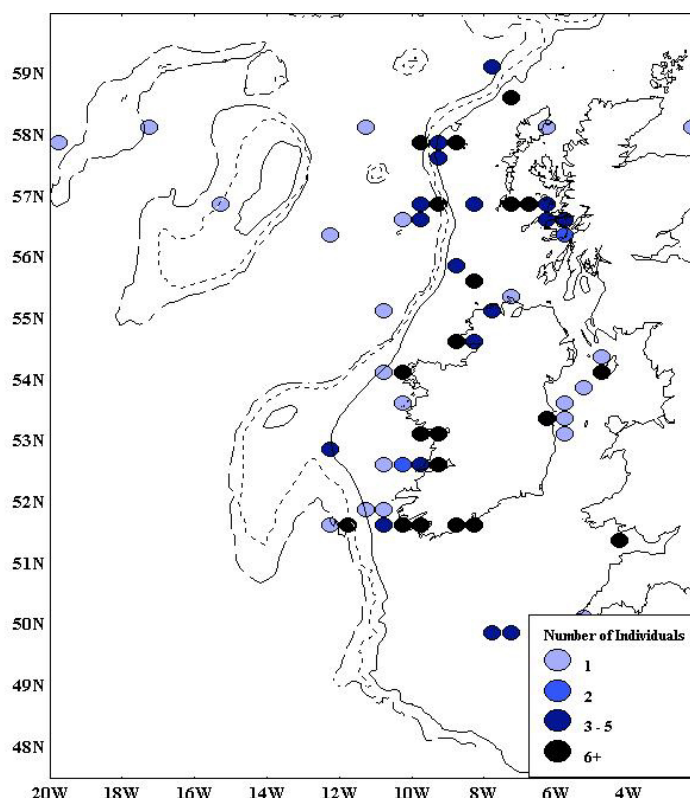 59N
58N
57N
56N
55N
54N
53N
52N
51N
50N
49N
48N
Number of Individuals
1
2
3 - 5
6+
20W 18W 16W 14W 12W 10W 8W 6W 4W